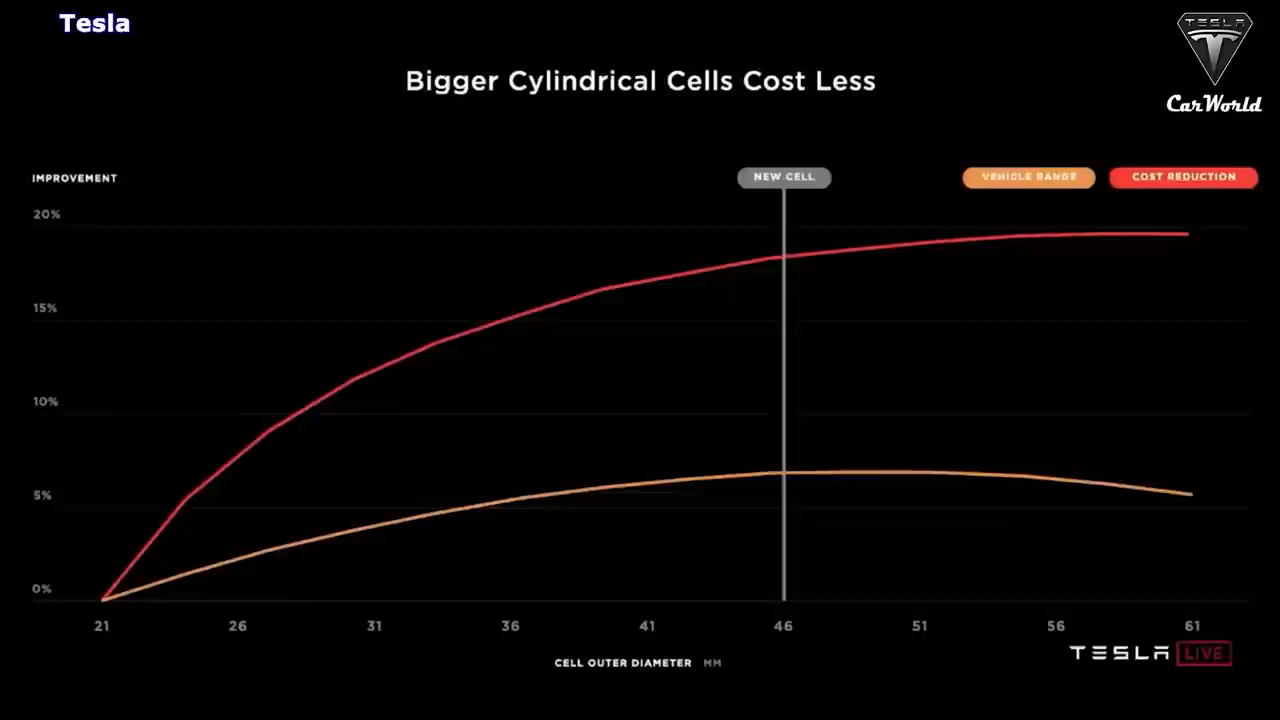 Tesla
TESLA
CarWorld
Bigger Cylindrical Cells Cost Less
IMPROVEMENT
NEW CELL
VEHICLE RANGE
COST REDUCTION
20%
15%
10%
5%
0%
21 26 31 36 41 46 51 56 61
CELL OUTER DIAMETER MM
TESLA LIVE